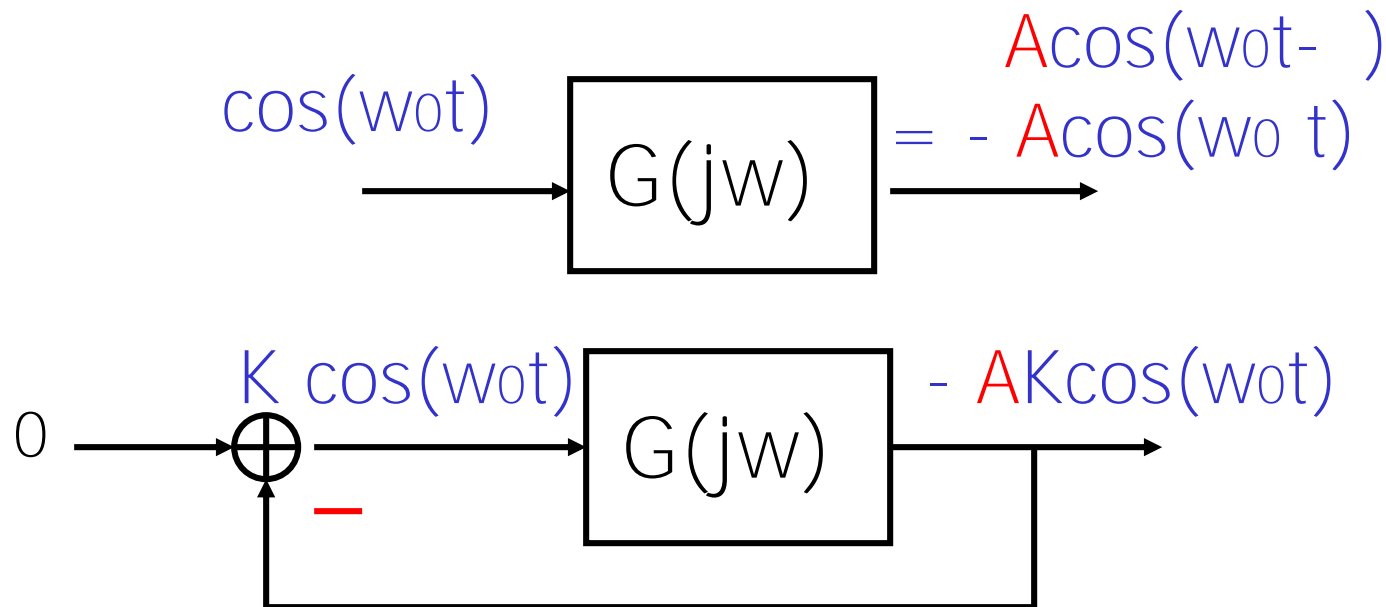 Acos(w0t- )
cos(w0t)
= - Acos(w0 t)
G(jw)
K cos(w0t)
- AKcos(w0t)
0
G(jw)
−